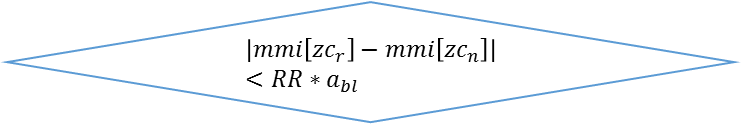 |mmi[zc_r] − mmi[zc_n]|
< RR * a_bl